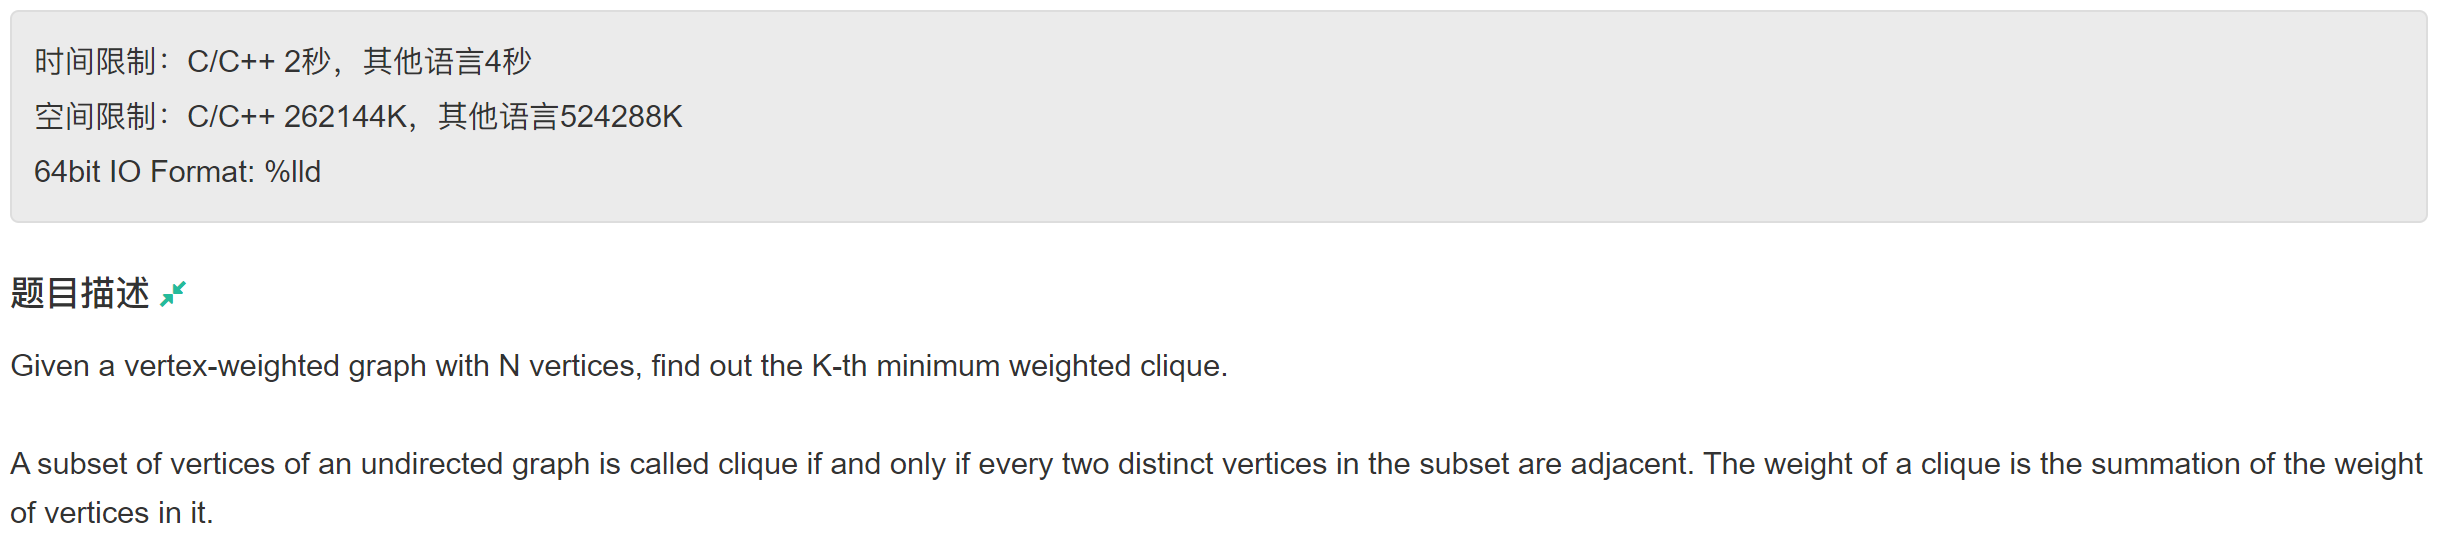 时间限制：C/C++ 2秒，其他语言4秒
空间限制：C/C++ 262144K，其他语言524288K
64bit IO Format: %lld
题目描述
Given a vertex-weighted graph with N vertices, find out the K-th minimum weighted clique.
A subset of vertices of an undirected graph is called clique if and only if every two distinct vertices in the subset are adjacent. The weight of a clique is the summation of the weight
of vertices in it.